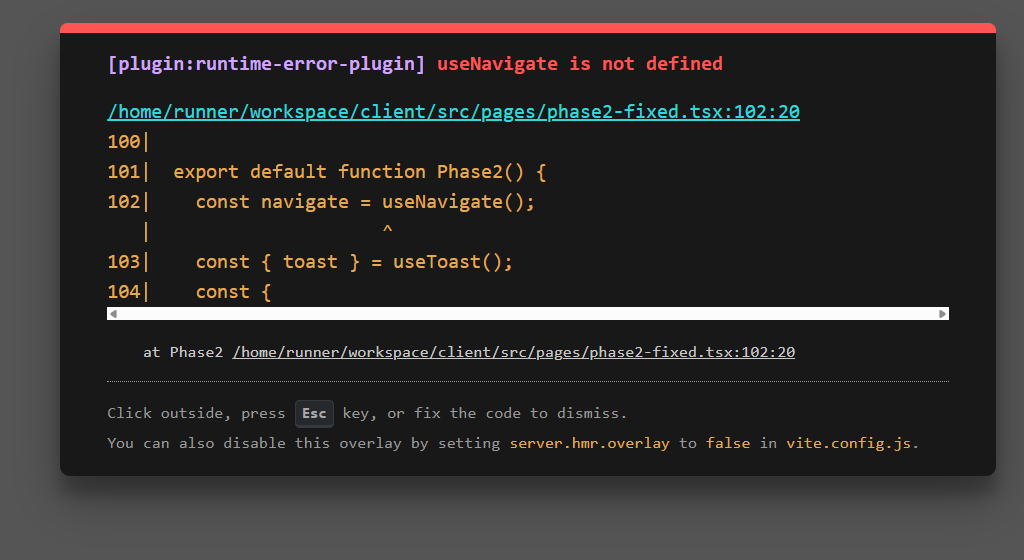 [plugin:runtime-error-plugin] useNavigate is not defined
/home/runner/workspace/client/src/pages/phase2-fixed.tsx:102:20
100|
101|  export default function Phase2() {
102|    const navigate = useNavigate();
   |                     ^
103|    const { toast } = useToast();
104|    const {
at Phase2 /home/runner/workspace/client/src/pages/phase2-fixed.tsx:102:20
Click outside, press Esc key, or fix the code to dismiss.
You can also disable this overlay by setting server.hmr.overlay to false in vite.config.js.